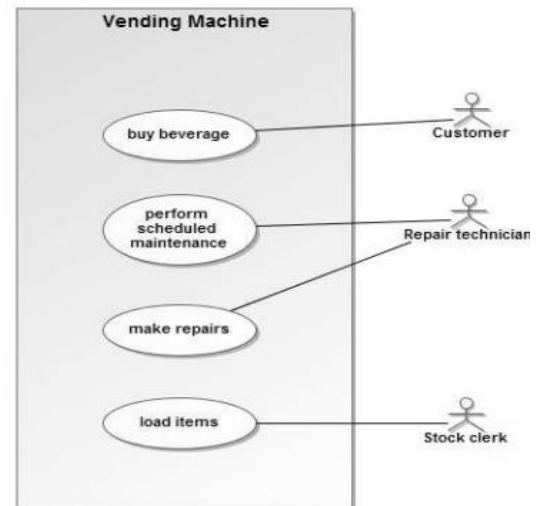 Vending Machine
buy beverage
Customer
perform
scheduled
maintenance
Repair technician
make repairs
load items
Stock clerk